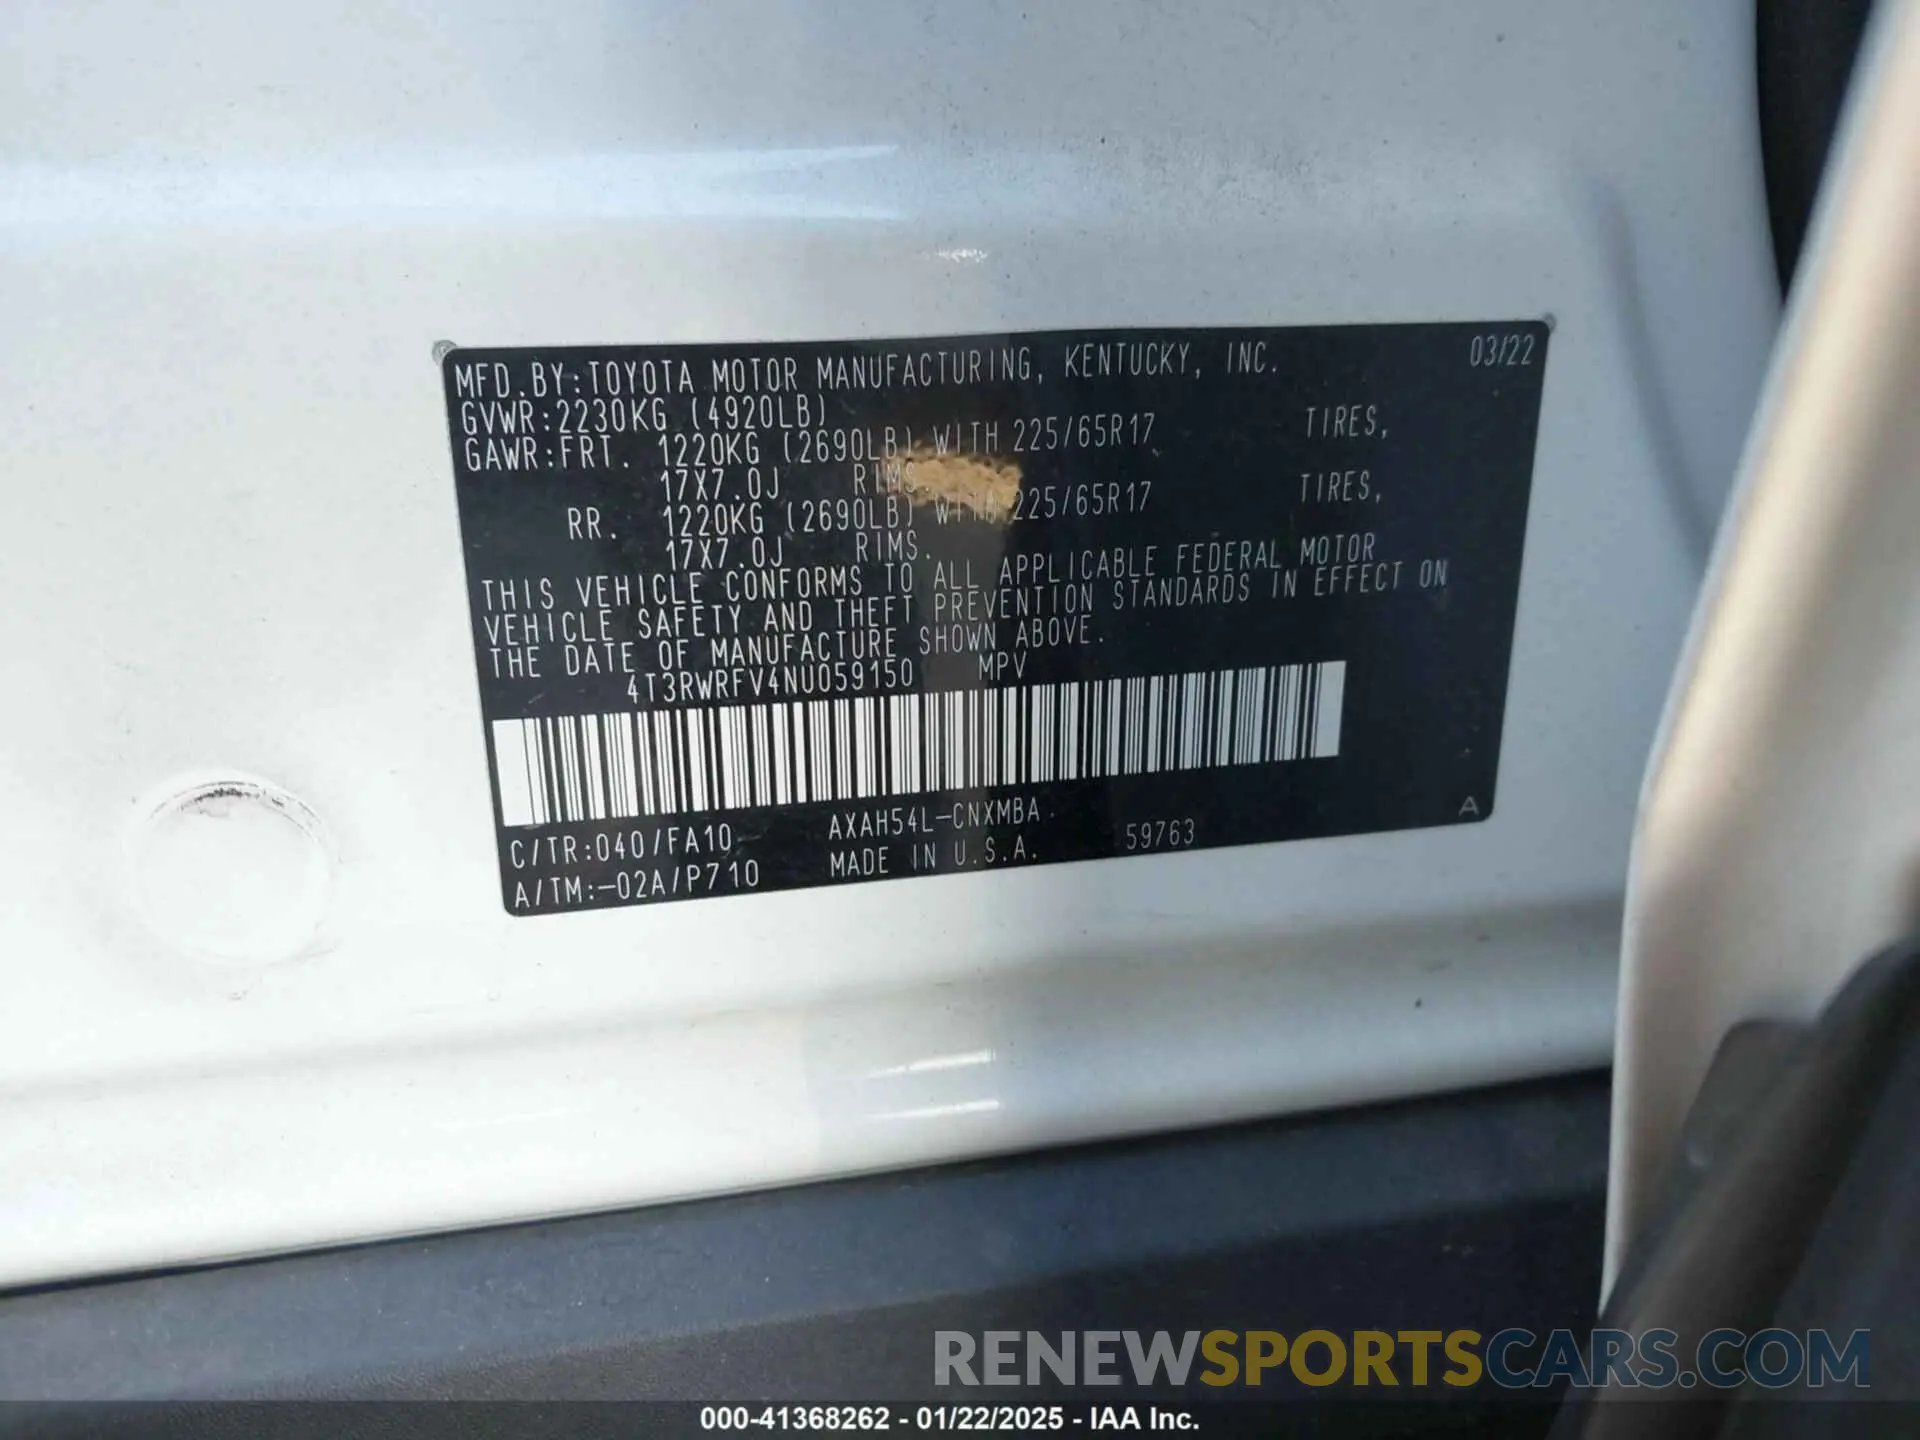 MFD.BY:TOYOTA MOTOR MANUFACTURING, KENTUCKY, INC. 03/22
GVWR:2230KG (4920LB)
GAWR:FRT. 1220KG (2690LB) WITH 225/65R17 TIRES,
17X7.0J RIMS.
RR. 1220KG (2690LB) WITH 225/65R17 TIRES,
17X7.0J RIMS.
THIS VEHICLE CONFORMS TO ALL APPLICABLE FEDERAL MOTOR
VEHICLE SAFETY AND THEFT PREVENTION STANDARDS IN EFFECT ON
THE DATE OF MANUFACTURE SHOWN ABOVE.
4T3RWRFV4NU059150 MPV
C/TR:040/FA10 AXAH54L-CNXMBA A
A/TM:-02A/P710 MADE IN U.S.A. 59763
RENEWSPORTSCARS.COM
000-41368262 - 01/22/2025 - IAA Inc.